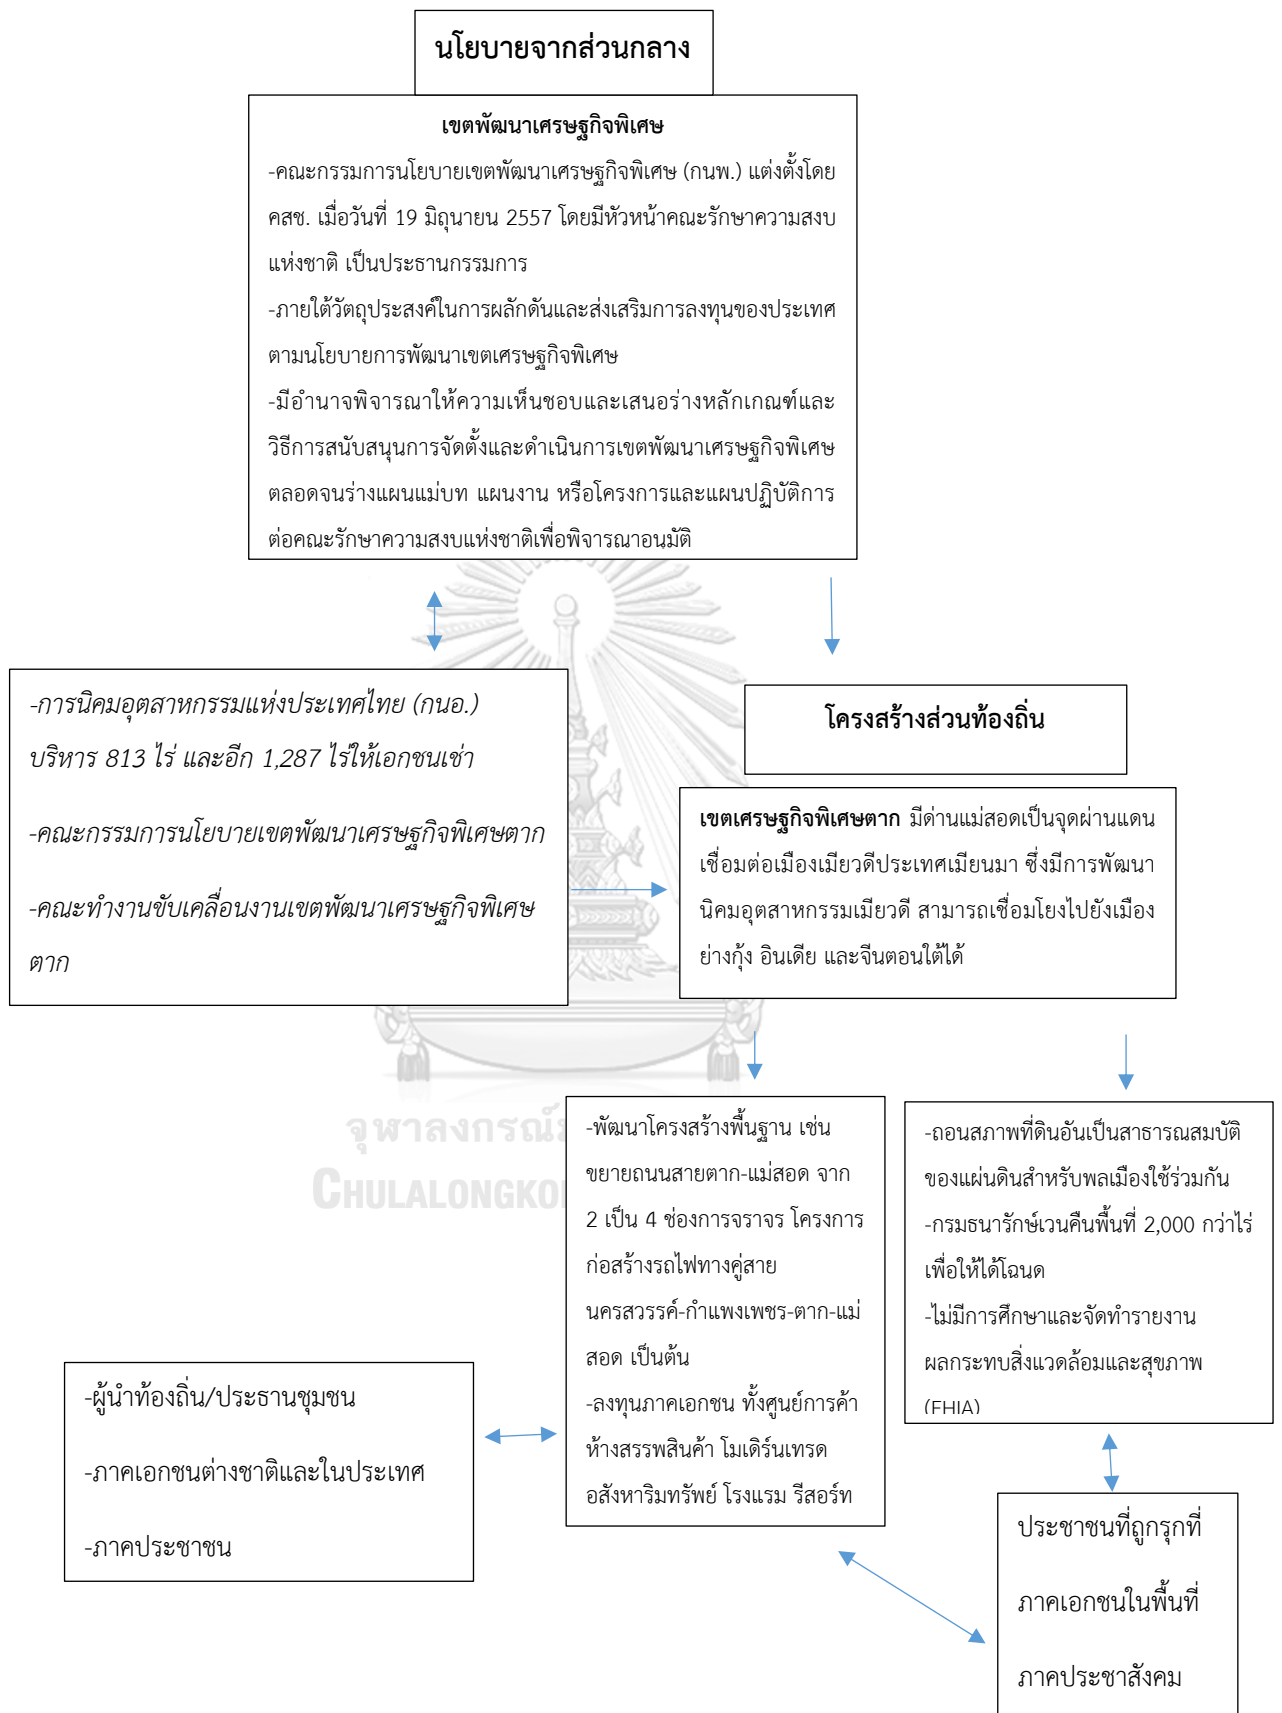 นโยบายจากส่วนกลาง
เขตพัฒนาเศรษฐกิจพิเศษ
-คณะกรรมการนโยบายเขตพัฒนาเศรษฐกิจพิเศษ (กนพ.) แต่งตั้งโดย
คสช. เมื่อวันที่ 19 มิถุนายน 2557 โดยมีหัวหน้าคณะรักษาความสงบ
แห่งชาติ เป็นประธานกรรมการ
-ภายใต้วัตถุประสงค์ในการผลักดันและส่งเสริมการลงทุนของประเทศ
ตามนโยบายการพัฒนาเขตเศรษฐกิจพิเศษ
-มีอำนาจพิจารณาให้ความเห็นชอบและเสนอร่างหลักเกณฑ์และ
วิธีการสนับสนุนการจัดตั้งและดำเนินการเขตพัฒนาเศรษฐกิจพิเศษ
ตลอดจนร่างแผนแม่บท แผนงาน หรือโครงการและแผนปฏิบัติการ
ต่อคณะรักษาความสงบแห่งชาติเพื่อพิจารณาอนุมัติ
-การนิคมอุตสาหกรรมแห่งประเทศไทย (กนอ.)
บริหาร 813 ไร่ และอีก 1,287 ไร่ให้เอกชนเช่า
-คณะกรรมการนโยบายเขตพัฒนาเศรษฐกิจพิเศษตาก
-คณะทำงานขับเคลื่อนงานเขตพัฒนาเศรษฐกิจพิเศษ
ตาก
โครงสร้างส่วนท้องถิ่น
เขตเศรษฐกิจพิเศษตาก มีด่านแม่สอดเป็นจุดผ่านแดน
เชื่อมต่อเมืองเมียวดีประเทศเมียนมา ซึ่งมีการพัฒนา
นิคมอุตสาหกรรมเมียวดี สามารถเชื่อมโยงไปยังเมือง
ย่างกุ้ง อินเดีย และจีนตอนใต้ได้
จุฬาลงกรณ์
CHULALONGKO
-พัฒนาโครงสร้างพื้นฐาน เช่น
ขยายถนนสายตาก-แม่สอด จาก
2 เป็น 4 ช่องการจราจร โครงการ
ก่อสร้างรถไฟทางคู่สาย
นครสวรรค์-กำแพงเพชร-ตาก-แม่
สอด เป็นต้น
-ลงทุนภาคเอกชน ทั้งศูนย์การค้า
ห้างสรรพสินค้า โมเดิร์นเทรด
อสังหาริมทรัพย์ โรงแรม รีสอร์ท
-ถอนสภาพที่ดินอันเป็นสาธารณสมบัติ
ของแผ่นดินสำหรับพลเมืองใช้ร่วมกัน
-กรมธนารักษ์เวนคืนพื้นที่ 2,000 กว่าไร่
เพื่อให้ได้โฉนด
-ไม่มีการศึกษาและจัดทำรายงาน
ผลกระทบสิ่งแวดล้อมและสุขภาพ
(EHIA)
-ผู้นำท้องถิ่น/ประธานชุมชน
-ภาคเอกชนต่างชาติและในประเทศ
-ภาคประชาชน
ประชาชนที่ถูกรุกที่
ภาคเอกชนในพื้นที่
ภาคประชาสังคม